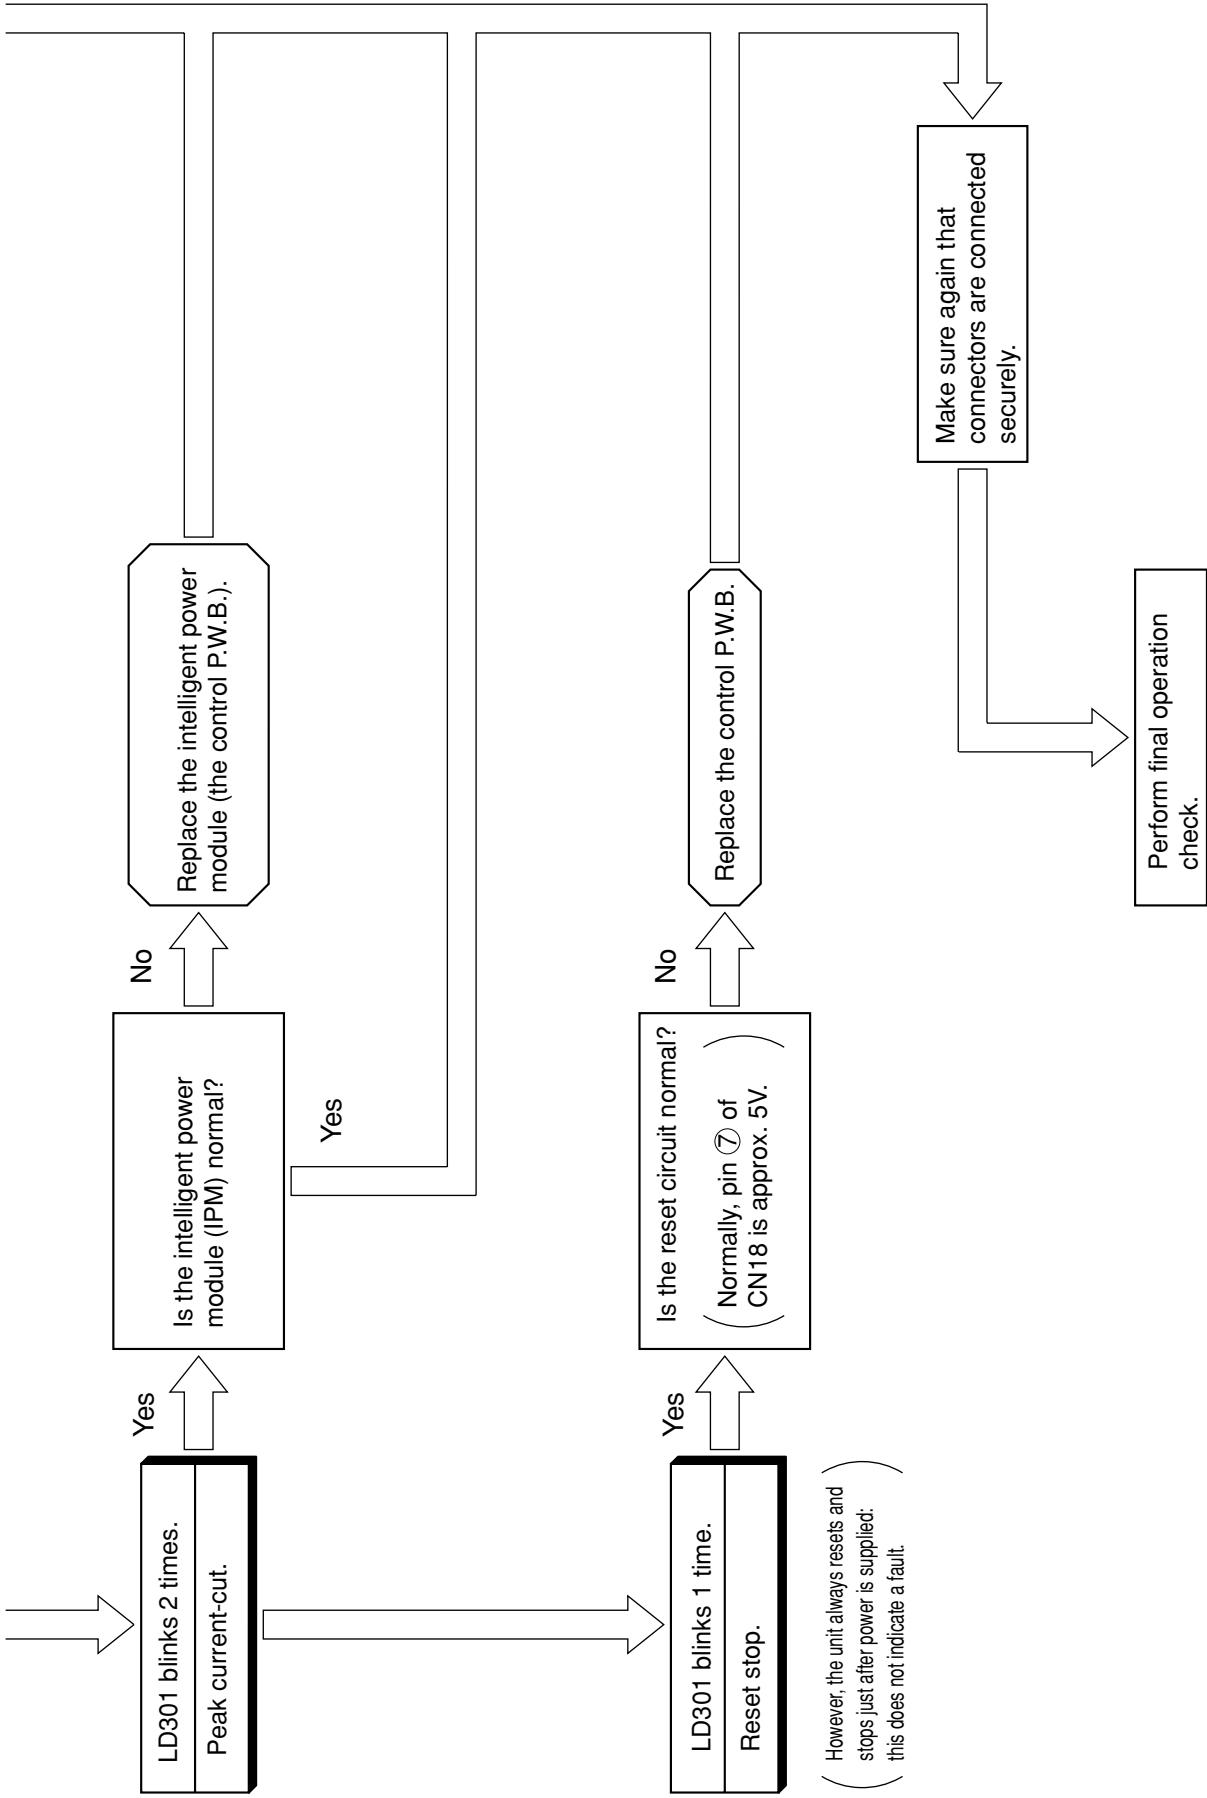 LD301 blinks 2 times.
Peak current-cut.
Yes
Is the intelligent power
module (IPM) normal?
No
Replace the intelligent power
module (the control P.W.B.).
Yes
LD301 blinks 1 time.
Reset stop.
However, the unit always resets and
stops just after power is supplied:
this does not indicate a fault.
Yes
Is the reset circuit normal?
Normally, pin ⑦ of
CN18 is approx. 5V.
No
Replace the control P.W.B.
Make sure again that
connectors are connected
securely.
Perform final operation
check.